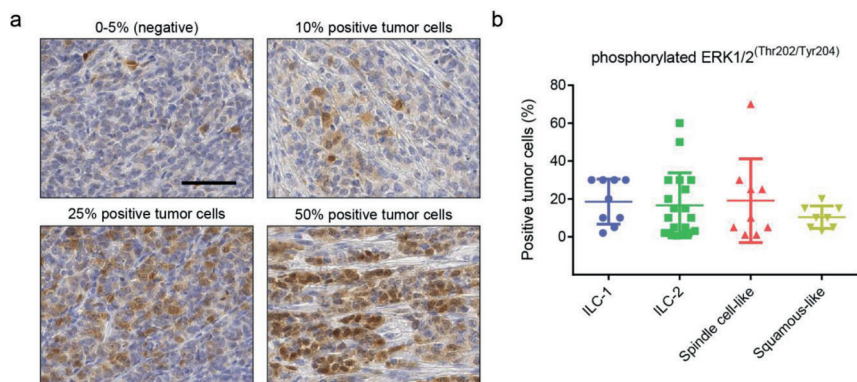 a
0-5% (negative)
10% positive tumor cells
25% positive tumor cells
50% positive tumor cells
b
phosphorylated ERK1/2(Thr202/Tyr204)
Positive tumor cells (%)
80
60
40
20
0
ILC-1
ILC-2
Spindle cell-like
Squamous-like